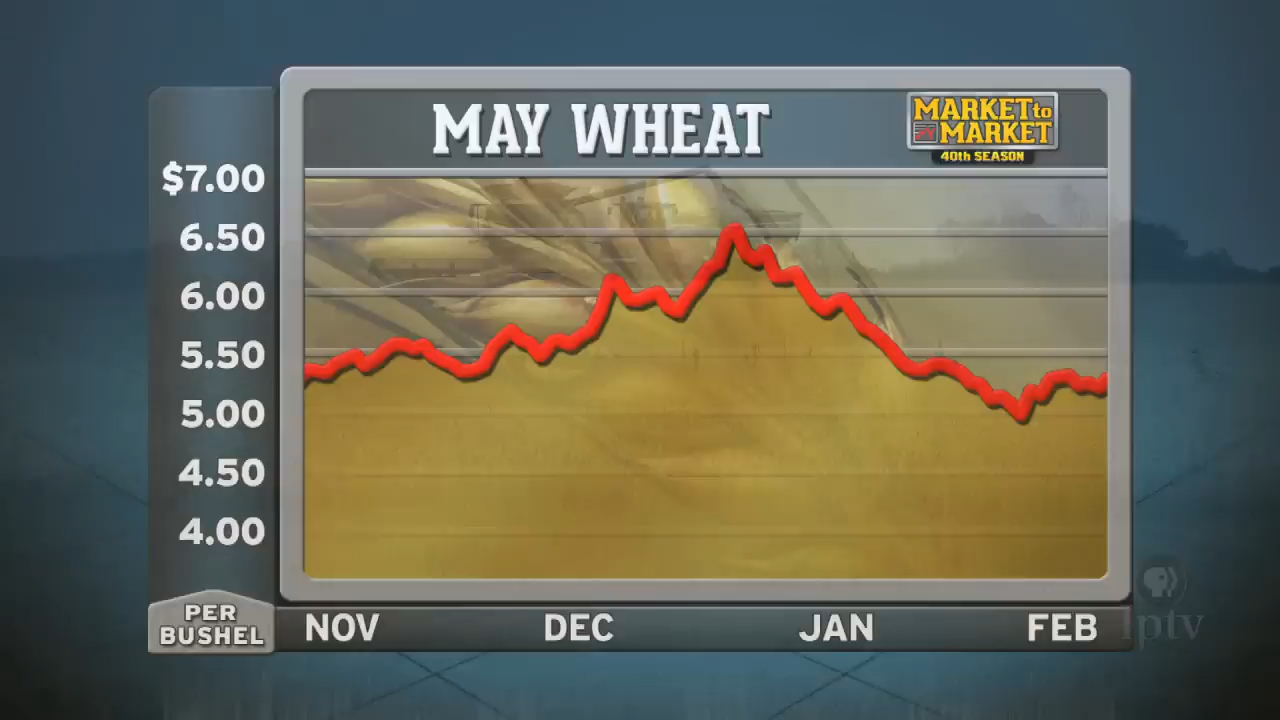 MAY WHEAT
MARKET to
MARKET
40th SEASON
$7.00
6.50
6.00
5.50
5.00
4.50
4.00
PER
BUSHEL
NOV DEC JAN FEB
iptv